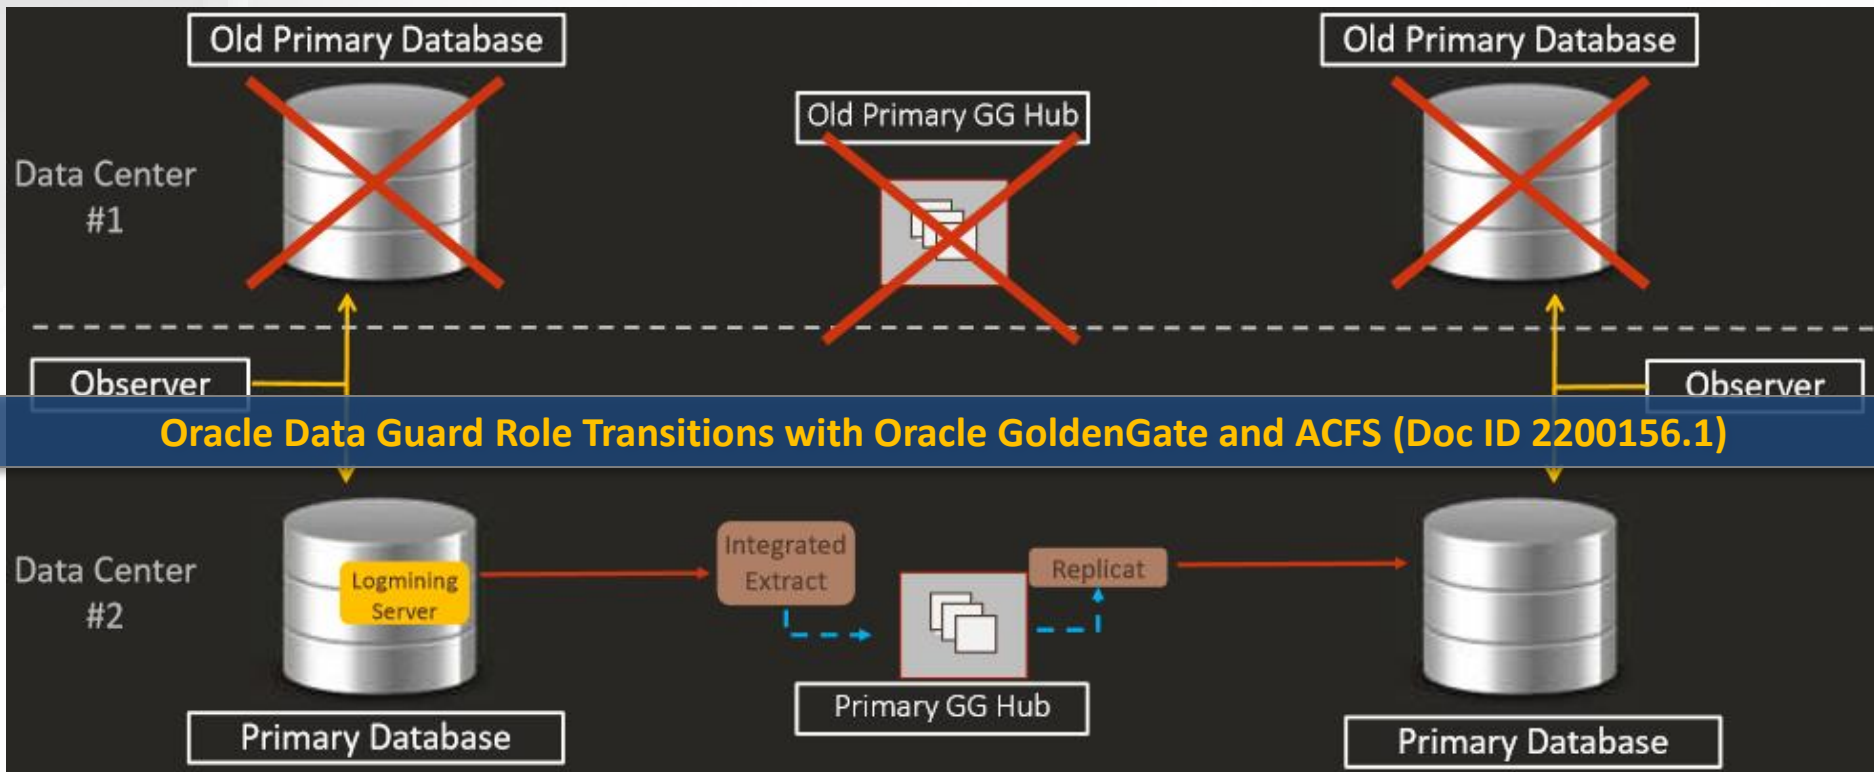 Old Primary Database
Old Primary Database
Old Primary GG Hub
Data Center
#1
Observer
Observer
Oracle Data Guard Role Transitions with Oracle GoldenGate and ACFS (Doc ID 2200156.1)
Data Center
#2
Logmining
Server
Integrated
Extract
Replicat
Primary GG Hub
Primary Database
Primary Database